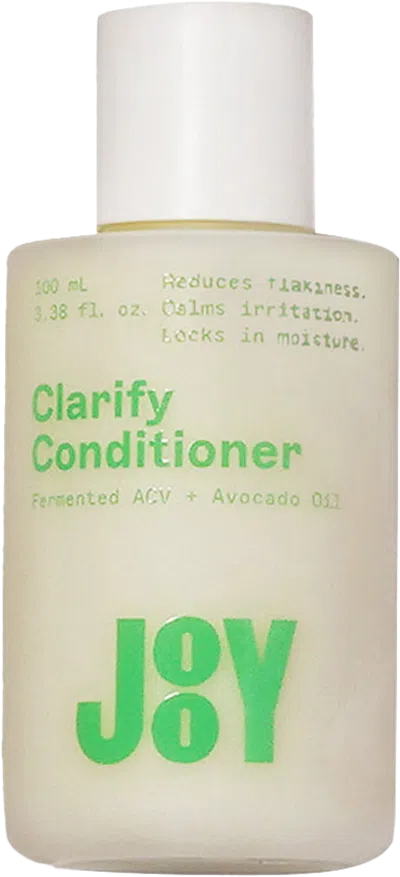 100 mL
3.38 fl. oz.
Reduces flakiness.
Calms irritation.
Locks in moisture.
Clarify
Conditioner
Fermented ACV + Avocado Oil
JOOY